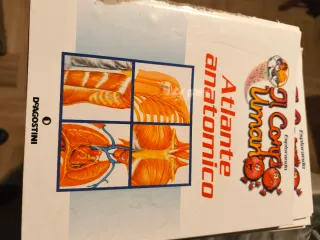 Esplorando
Il Corpo
Umano
Atlante
anatomico
DeAGOSTINI